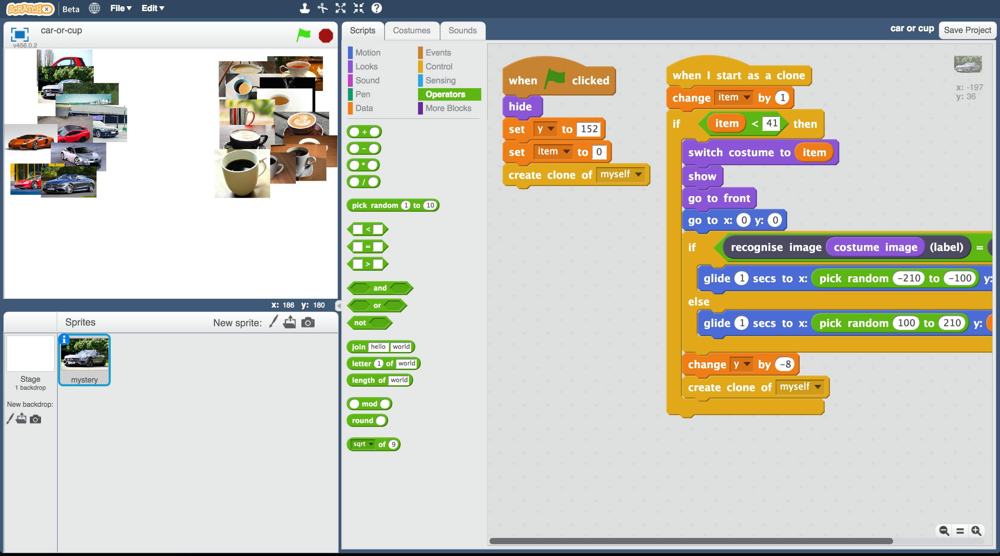 SCRATCH X
Beta
File
Edit
car-or-cup
v456.0.2
Scripts
Costumes
Sounds
car or cup
Save Project
Motion
Looks
Sound
Pen
Data
Events
Control
Sensing
Operators
More Blocks
+
-
*
/
pick random 1 to 10
<
=
>
and
or
not
join hello world
letter 1 of world
length of world
mod
round
sqrt of 9
when clicked
hide
set y to 152
set item to 0
create clone of myself
when I start as a clone
change item by 1
if item < 41 then
switch costume to item
show
go to front
go to x: 0 y: 0
if recognise image costume image (label) =
glide 1 secs to x: pick random -210 to -100 y:
else
glide 1 secs to x: pick random 100 to 210 y:
change y by -8
create clone of myself
x: -197
y: 36
x: 186 y: 180
Sprites
New sprite:
Stage
1 backdrop
New backdrop:
mystery